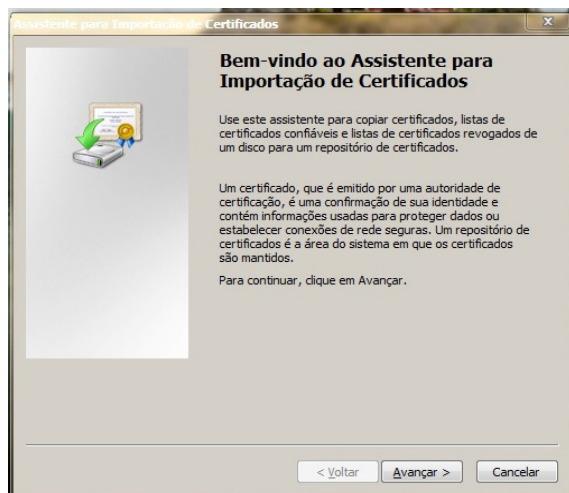 Assistente para Importação de Certificados
x
Bem-vindo ao Assistente para
Importação de Certificados
Use este assistente para copiar certificados, listas de
certificados confiáveis e listas de certificados revogados de
um disco para um repositório de certificados.
Um certificado, que é emitido por uma autoridade de
certificação, é uma confirmação de sua identidade e
contém informações usadas para proteger dados ou
estabelecer conexões de rede seguras. Um repositório de
certificados é a área do sistema em que os certificados
são mantidos.
Para continuar, clique em Avançar.
< Voltar Avançar > Cancelar